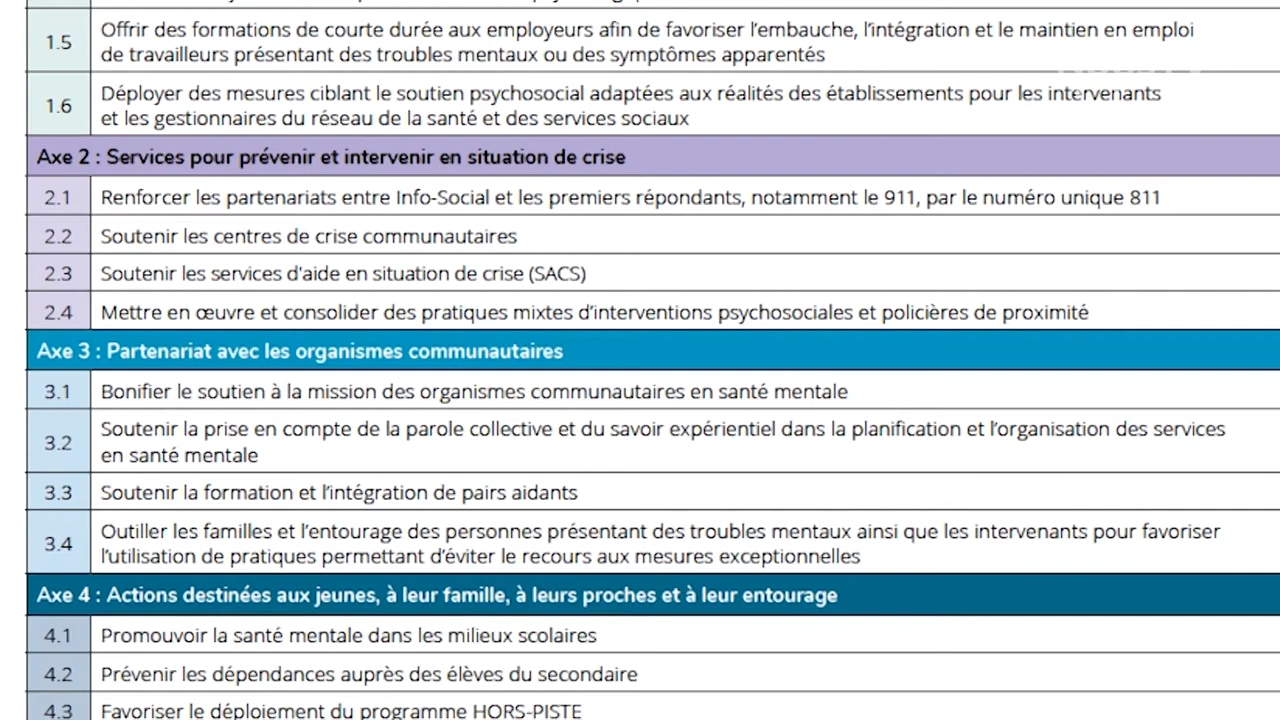 1.5 Offrir des formations de courte durée aux employeurs afin de favoriser l’embauche, l’intégration et le maintien en emploi
de travailleurs présentant des troubles mentaux ou des symptômes apparentés
1.6 Déployer des mesures ciblant le soutien psychosocial adaptées aux réalités des établissements pour les intervenants
et les gestionnaires du réseau de la santé et des services sociaux
Axe 2 : Services pour prévenir et intervenir en situation de crise
2.1 Renforcer les partenariats entre Info-Social et les premiers répondants, notamment le 911, par le numéro unique 811
2.2 Soutenir les centres de crise communautaires
2.3 Soutenir les services d'aide en situation de crise (SACS)
2.4 Mettre en œuvre et consolider des pratiques mixtes d’interventions psychosociales et policières de proximité
Axe 3 : Partenariat avec les organismes communautaires
3.1 Bonifier le soutien à la mission des organismes communautaires en santé mentale
3.2 Soutenir la prise en compte de la parole collective et du savoir expérientiel dans la planification et l’organisation des services
en santé mentale
3.3 Soutenir la formation et l’intégration de pairs aidants
3.4 Outiller les familles et l’entourage des personnes présentant des troubles mentaux ainsi que les intervenants pour favoriser
l’utilisation de pratiques permettant d’éviter le recours aux mesures exceptionnelles
Axe 4 : Actions destinées aux jeunes, à leur famille, à leurs proches et à leur entourage
4.1 Promouvoir la santé mentale dans les milieux scolaires
4.2 Prévenir les dépendances auprès des élèves du secondaire
4.3 Favoriser le déploiement du programme HORS-PISTE